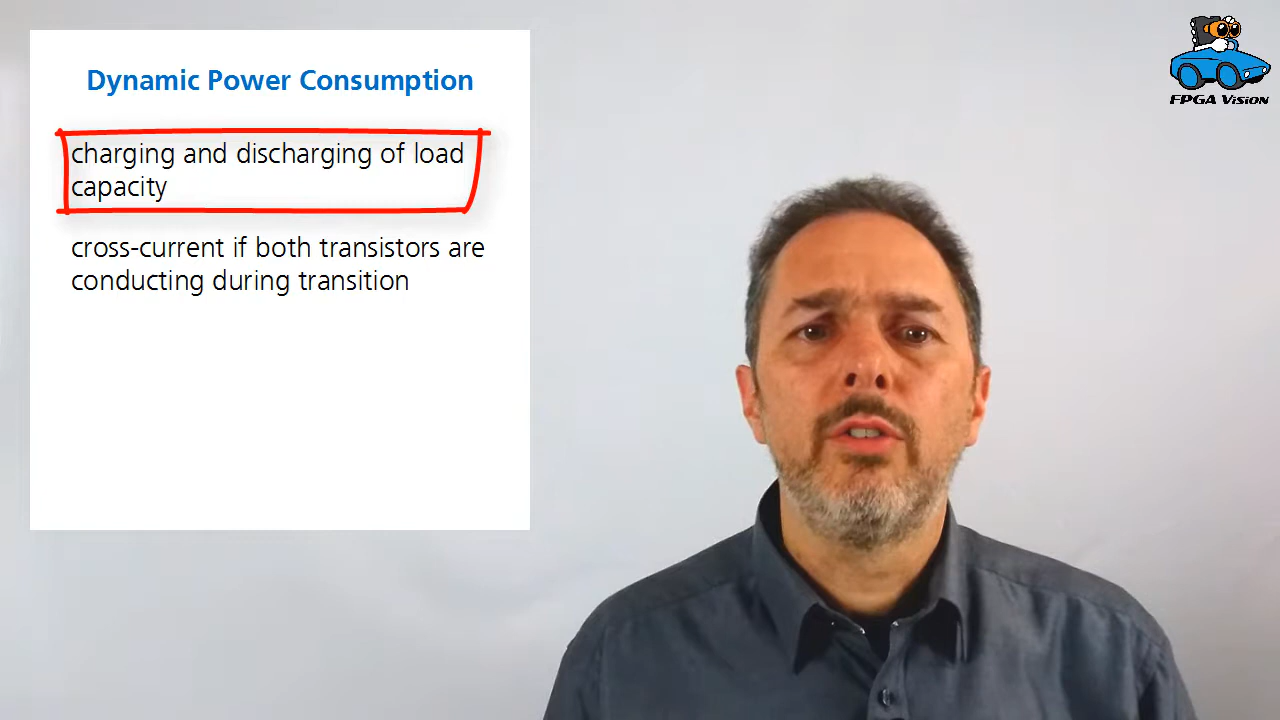 Dynamic Power Consumption
charging and discharging of load
capacity
cross-current if both transistors are
conducting during transition
FPGA Vision